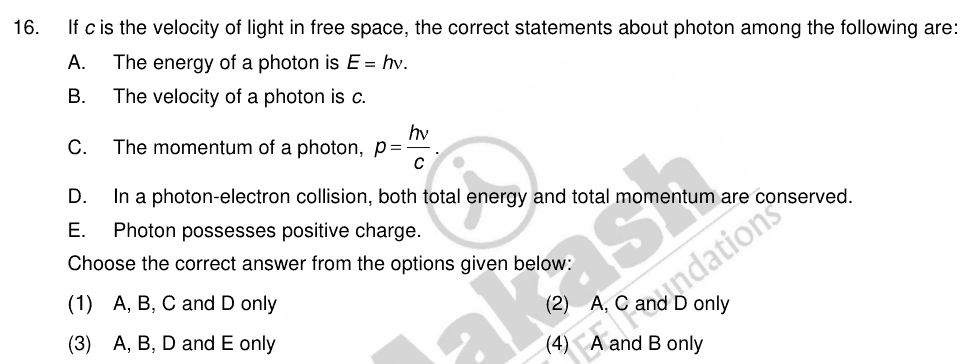 16. If c is the velocity of light in free space, the correct statements about photon among the following are:
A. The energy of a photon is E = hν.
B. The velocity of a photon is c.
C. The momentum of a photon, p = hν/c.
D. In a photon-electron collision, both total energy and total momentum are conserved.
E. Photon possesses positive charge.
Choose the correct answer from the options given below:
(1) A, B, C and D only (2) A, C and D only
(3) A, B, D and E only (4) A and B only
Aakash
JEE | Foundations